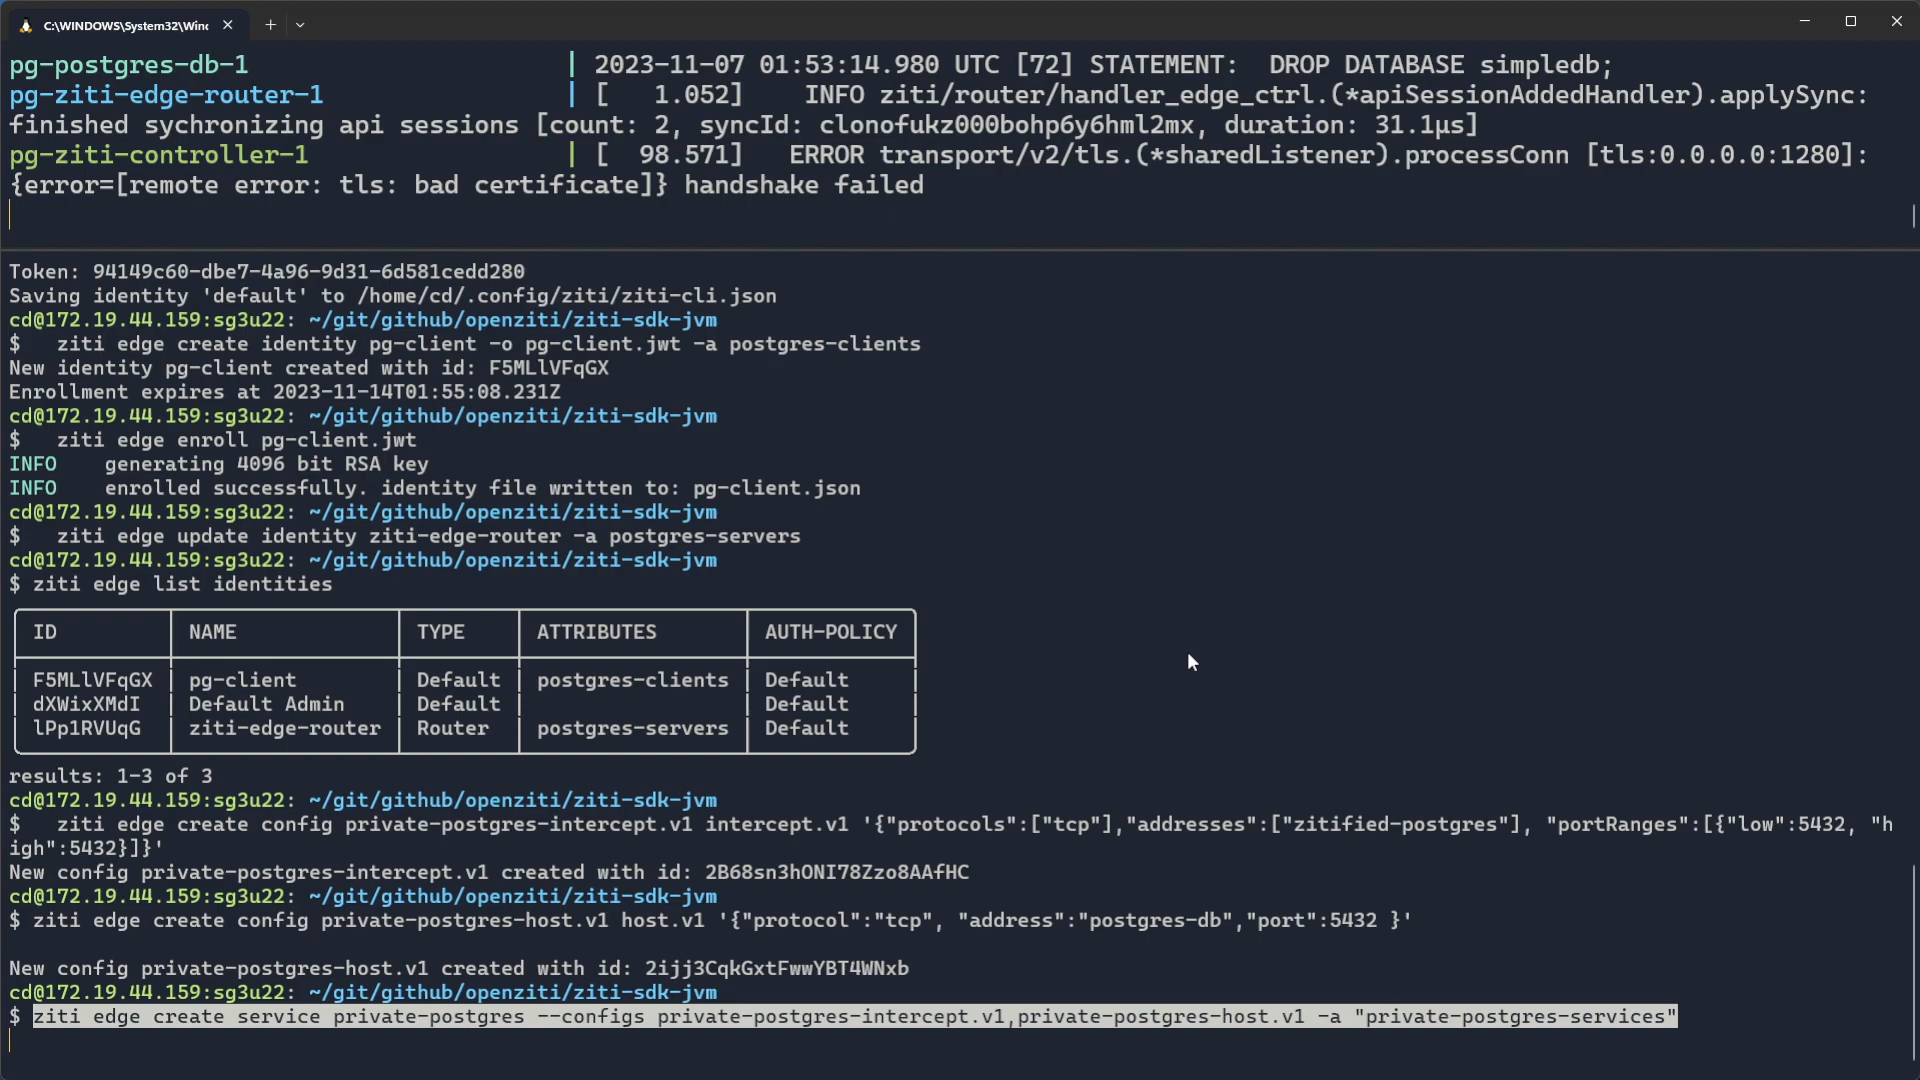 C:\WINDOWS\System32\Winc
pg-postgres-db-1 | 2023-11-07 01:53:14.980 UTC [72] STATEMENT:  DROP DATABASE simpledb;
pg-ziti-edge-router-1 | [   1.052]    INFO ziti/router/handler_edge_ctrl.(*apiSessionAddedHandler).applySync:
finished sychronizing api sessions [count: 2, syncId: clonofukz000bohp6y6hml2mx, duration: 31.1µs]
pg-ziti-controller-1 | [  98.571]   ERROR transport/v2/tls.(*sharedListener).processConn [tls:0.0.0.0:1280]:
{error=[remote error: tls: bad certificate]} handshake failed
Token: 94149c60-dbe7-4a96-9d31-6d581cedd280
Saving identity 'default' to /home/cd/.config/ziti/ziti-cli.json
cd@172.19.44.159:sg3u22: ~/git/github/openziti/ziti-sdk-jvm
$   ziti edge create identity pg-client -o pg-client.jwt -a postgres-clients
New identity pg-client created with id: F5MLlVFqGX
Enrollment expires at 2023-11-14T01:55:08.231Z
cd@172.19.44.159:sg3u22: ~/git/github/openziti/ziti-sdk-jvm
$   ziti edge enroll pg-client.jwt
INFO    generating 4096 bit RSA key
INFO    enrolled successfully. identity file written to: pg-client.json
cd@172.19.44.159:sg3u22: ~/git/github/openziti/ziti-sdk-jvm
$   ziti edge update identity ziti-edge-router -a postgres-servers
cd@172.19.44.159:sg3u22: ~/git/github/openziti/ziti-sdk-jvm
$ ziti edge list identities
ID | NAME | TYPE | ATTRIBUTES | AUTH-POLICY
F5MLlVFqGX | pg-client | Default | postgres-clients | Default
dXWixXMdI | Default Admin | Default | | Default
lPp1RVUqG | ziti-edge-router | Router | postgres-servers | Default
results: 1-3 of 3
cd@172.19.44.159:sg3u22: ~/git/github/openziti/ziti-sdk-jvm
$   ziti edge create config private-postgres-intercept.v1 intercept.v1 '{"protocols":["tcp"],"addresses":["zitified-postgres"], "portRanges":[{"low":5432, "h
igh":5432}]}'
New config private-postgres-intercept.v1 created with id: 2B68sn3hONI78Zzo8AAfHC
cd@172.19.44.159:sg3u22: ~/git/github/openziti/ziti-sdk-jvm
$ ziti edge create config private-postgres-host.v1 host.v1 '{"protocol":"tcp", "address":"postgres-db","port":5432 }'
New config private-postgres-host.v1 created with id: 2ijj3CqkGxtFwwYBT4WNxb
cd@172.19.44.159:sg3u22: ~/git/github/openziti/ziti-sdk-jvm
$ ziti edge create service private-postgres --configs private-postgres-intercept.v1,private-postgres-host.v1 -a "private-postgres-services"